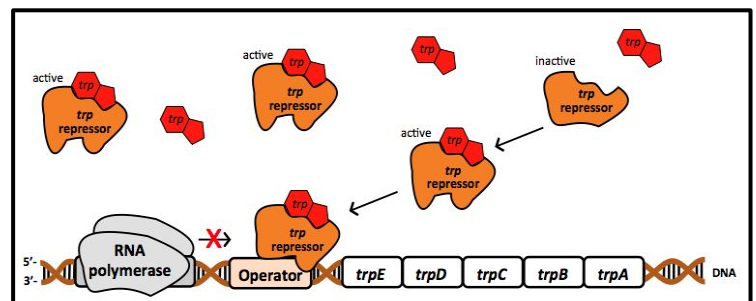 trp
trp
trp
inactive
active
trp
active
trp
repressor
trp
trp
repressor
trp
repressor
active
trp
trp
repressor
trp
trp
repressor
RNA
polymerase
X
5'-
3'-
Operator
trpE
trpD
trpC
trpB
trpA
DNA